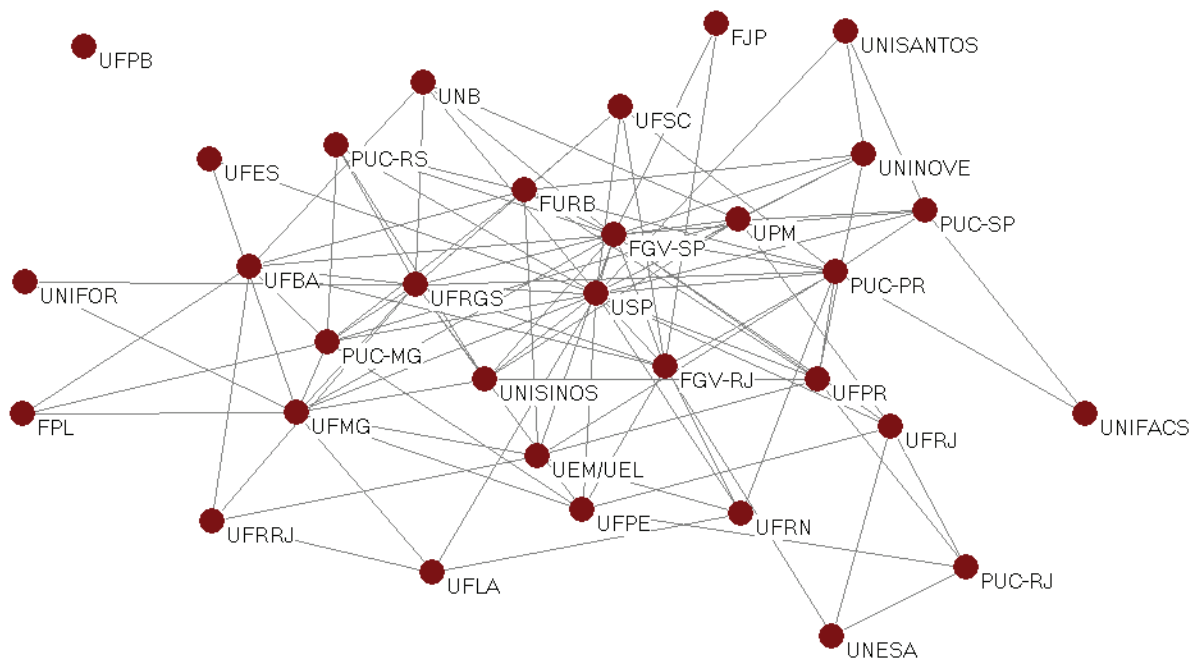 FJP
UNISANTOS
UFPB
UNB
UFSC
PUC-RS
UFES
UNINOVE
FURB
PUC-SP
UPM
FGV-SP
UFBA
PUC-PR
UNIFOR
UFRGS
USP
PUC-MG
FGV-RJ
UNISINOS
UFPR
FPL
UFMG
UNIFACS
UFRJ
UEM/UEL
UFPE
UFRN
UFRRJ
PUC-RJ
UFLA
UNESA